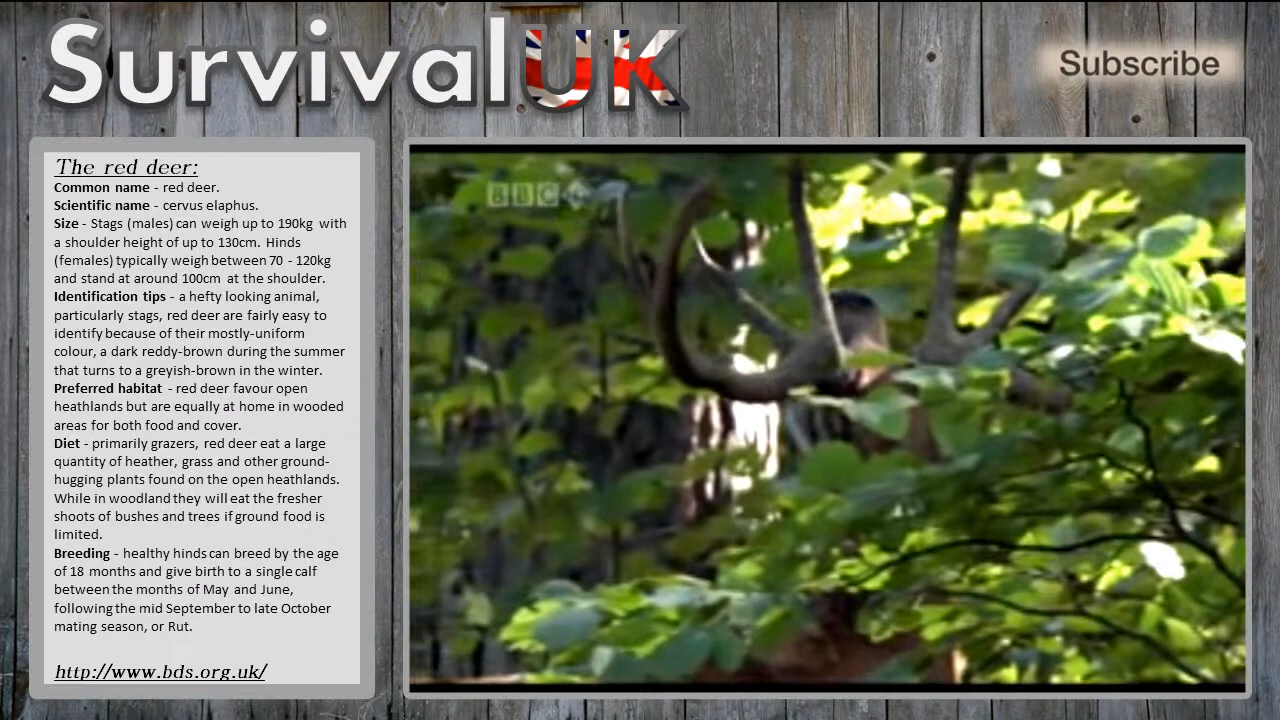 SurvivalUK
Subscribe
The red deer:
Common name - red deer.
Scientific name - cervus elaphus.
Size - Stags (males) can weigh up to 190kg with
a shoulder height of up to 130cm. Hinds
(females) typically weigh between 70 - 120kg
and stand at around 100cm at the shoulder.
Identification tips - a hefty looking animal,
particularly stags, red deer are fairly easy to
identify because of their mostly-uniform
colour, a dark reddy-brown during the summer
that turns to a greyish-brown in the winter.
Preferred habitat - red deer favour open
heathlands but are equally at home in wooded
areas for both food and cover.
Diet - primarily grazers, red deer eat a large
quantity of heather, grass and other ground-
hugging plants found on the open heathlands.
While in woodland they will eat the fresher
shoots of bushes and trees if ground food is
limited.
Breeding - healthy hinds can breed by the age
of 18 months and give birth to a single calf
between the months of May and June,
following the mid September to late October
mating season, or Rut.
http://www.bds.org.uk/
BBC